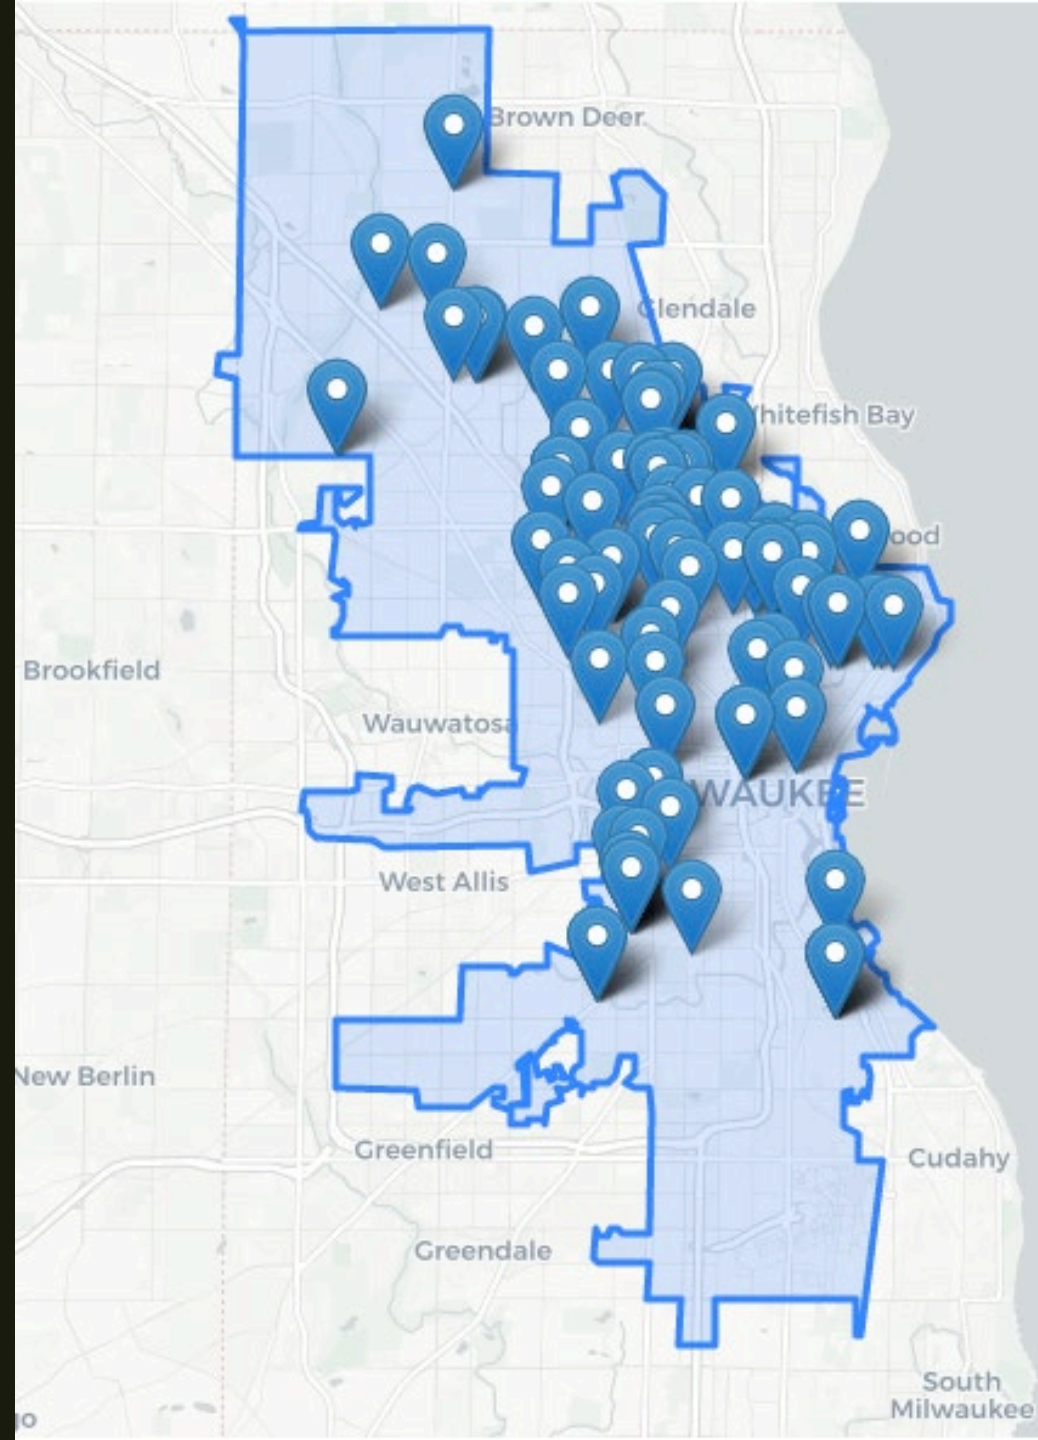 Brown Deer
Glendale
hitefish Bay
ood
Brookfield
Wauwatosa
WAUKEE
West Allis
New Berlin
Greenfield
Cudahy
Greendale
South
Milwaukee